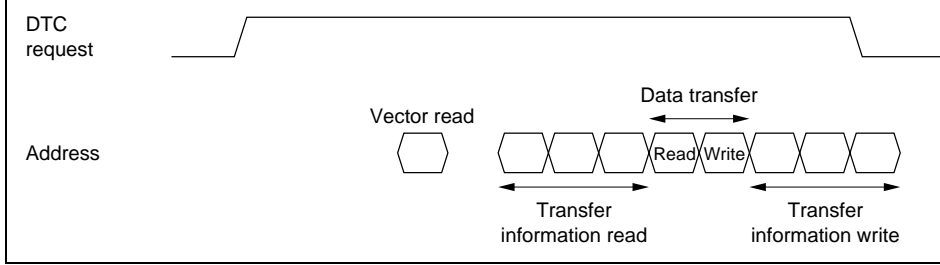 DTC
request
Data transfer
Vector read
Address
Read Write
Transfer
information read
Transfer
information write